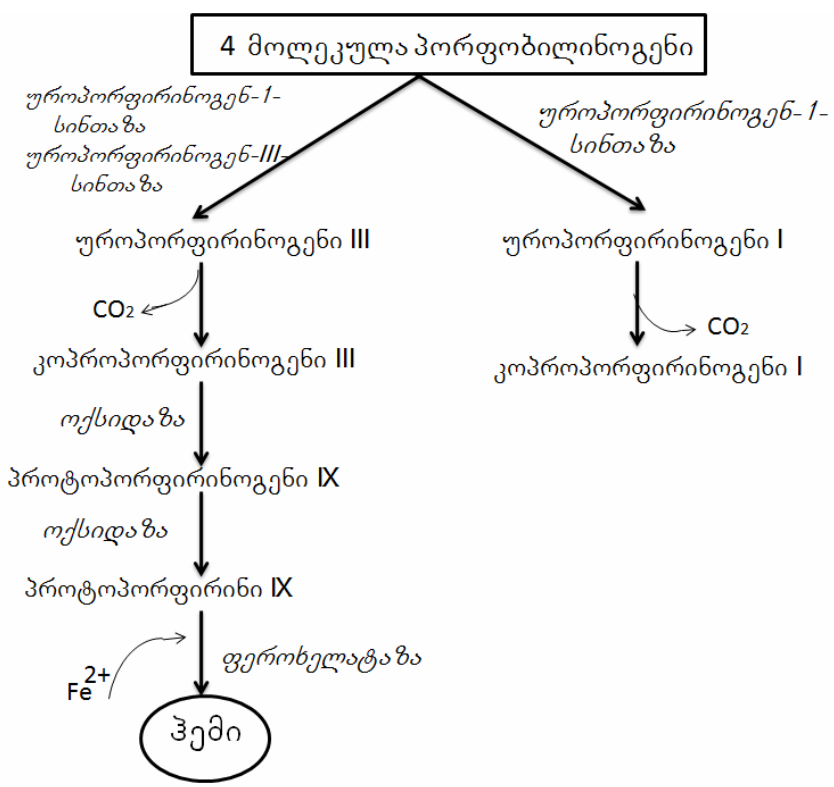 4 მოლეკულა პორფობილინოგენი
უროპორფირინოგენ-1-
სინთაზა
უროპორფირინოგენ-III-
სინთაზა
უროპორფირინოგენ-1-
სინთაზა
უროპორფირინოგენი III
უროპორფირინოგენი I
CO2
CO2
კოპროპორფირინოგენი III
კოპროპორფირინოგენი I
ოქსიდაზა
პროტოპორფირინოგენი IX
ოქსიდაზა
პროტოპორფირინი IX
ფეროხელატაზა
Fe2+
ჰემი